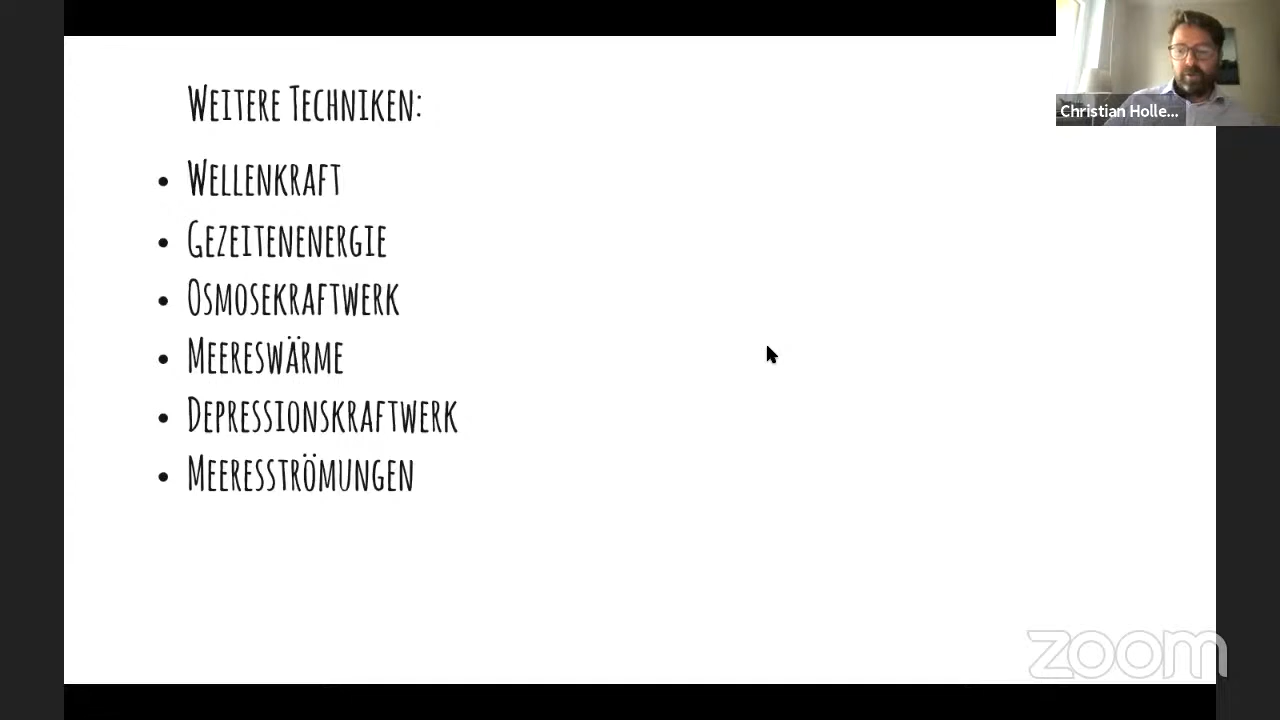 Weitere Techniken:
• Wellenkraft
• Gezeitenenergie
• Osmosekraftwerk
• Meereswärme
• Depressionskraftwerk
• Meeresströmungen
Christian Holle...
zoom